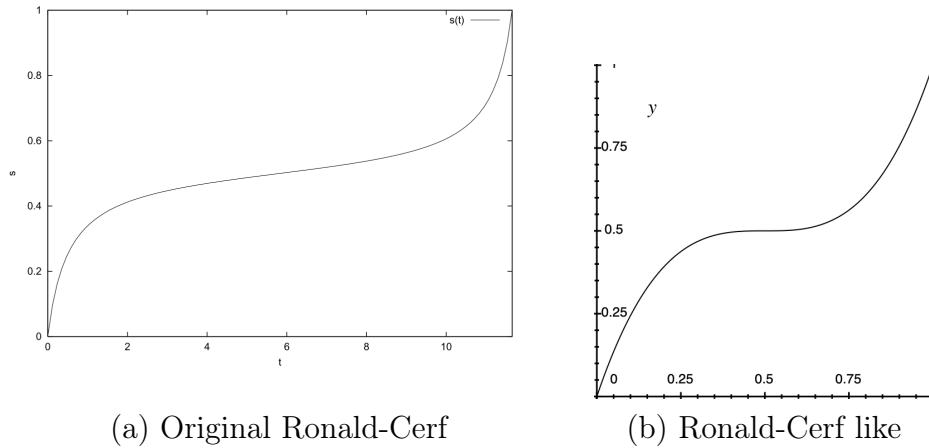 1
s(t)
0.8
0.6
s
0.4
0.2
0
0 2 4 6 8 10
t
y
0.75
0.5
0.25
0 0.25 0.5 0.75
(a) Original Ronald-Cerf
(b) Ronald-Cerf like